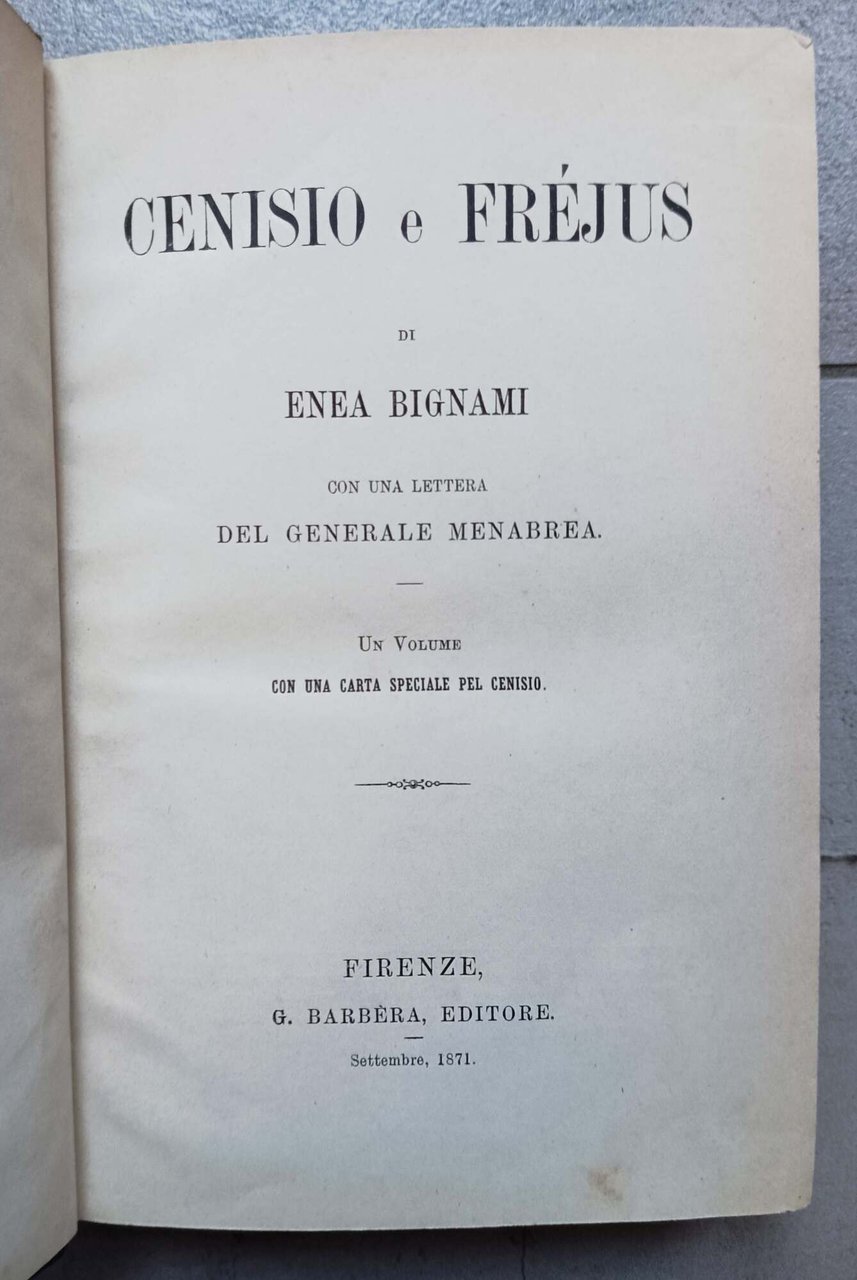 CENISIO e FRÉJUS
DI
ENEA BIGNAMI
CON UNA LETTERA
DEL GENERALE MENABREA.
UN VOLUME
CON UNA CARTA SPECIALE PEL CENISIO.
FIRENZE,
G. BARBÈRA, EDITORE.
Settembre, 1871.